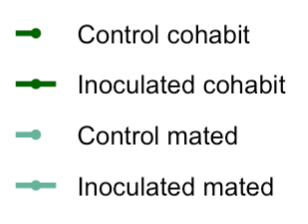 Control cohabit
Inoculated cohabit
Control mated
Inoculated mated